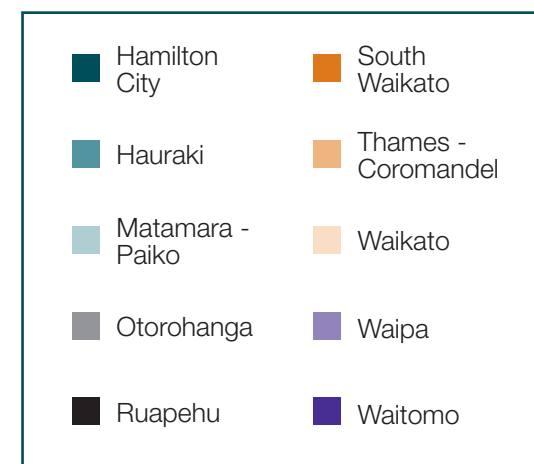 Hamilton
City
Hauraki
Matamara -
Paiko
Otorohanga
Ruapehu
South
Waikato
Thames -
Coromandel
Waikato
Waipa
Waitomo